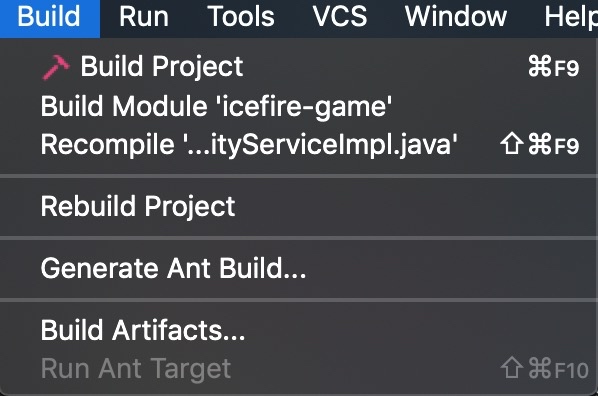 Build Run Tools VCS Window Help
Build Project ⌘F9
Build Module 'icefire-game'
Recompile '...ityServiceImpl.java' ⇧⌘F9
Rebuild Project
Generate Ant Build...
Build Artifacts...
Run Ant Target ⇧⌘F10